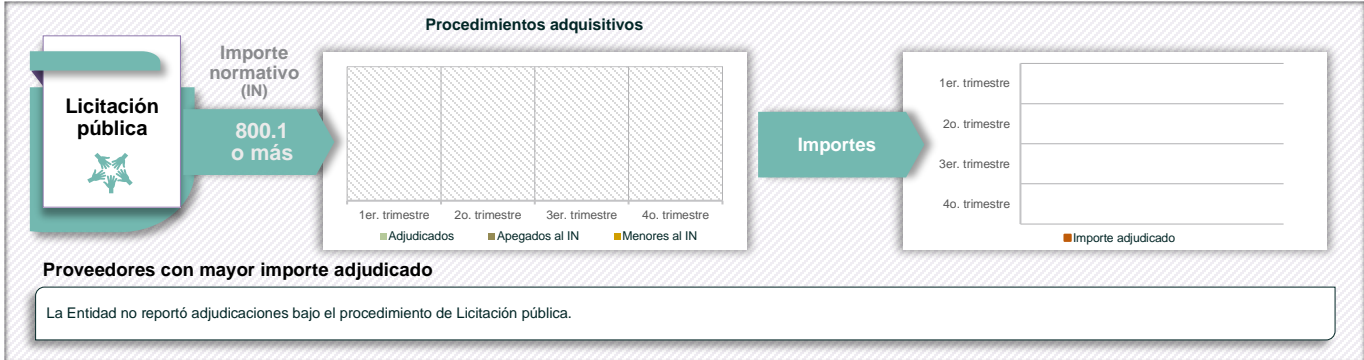 Procedimientos adquisitivos
Importe
normativo
(IN)
Licitación
pública
800.1
o más
1er. trimestre 2o. trimestre 3er. trimestre 4o. trimestre
Adjudicados Apegados al IN Menores al IN
Importes
1er. trimestre
2o. trimestre
3er. trimestre
4o. trimestre
Importe adjudicado
Proveedores con mayor importe adjudicado
La Entidad no reportó adjudicaciones bajo el procedimiento de Licitación pública.